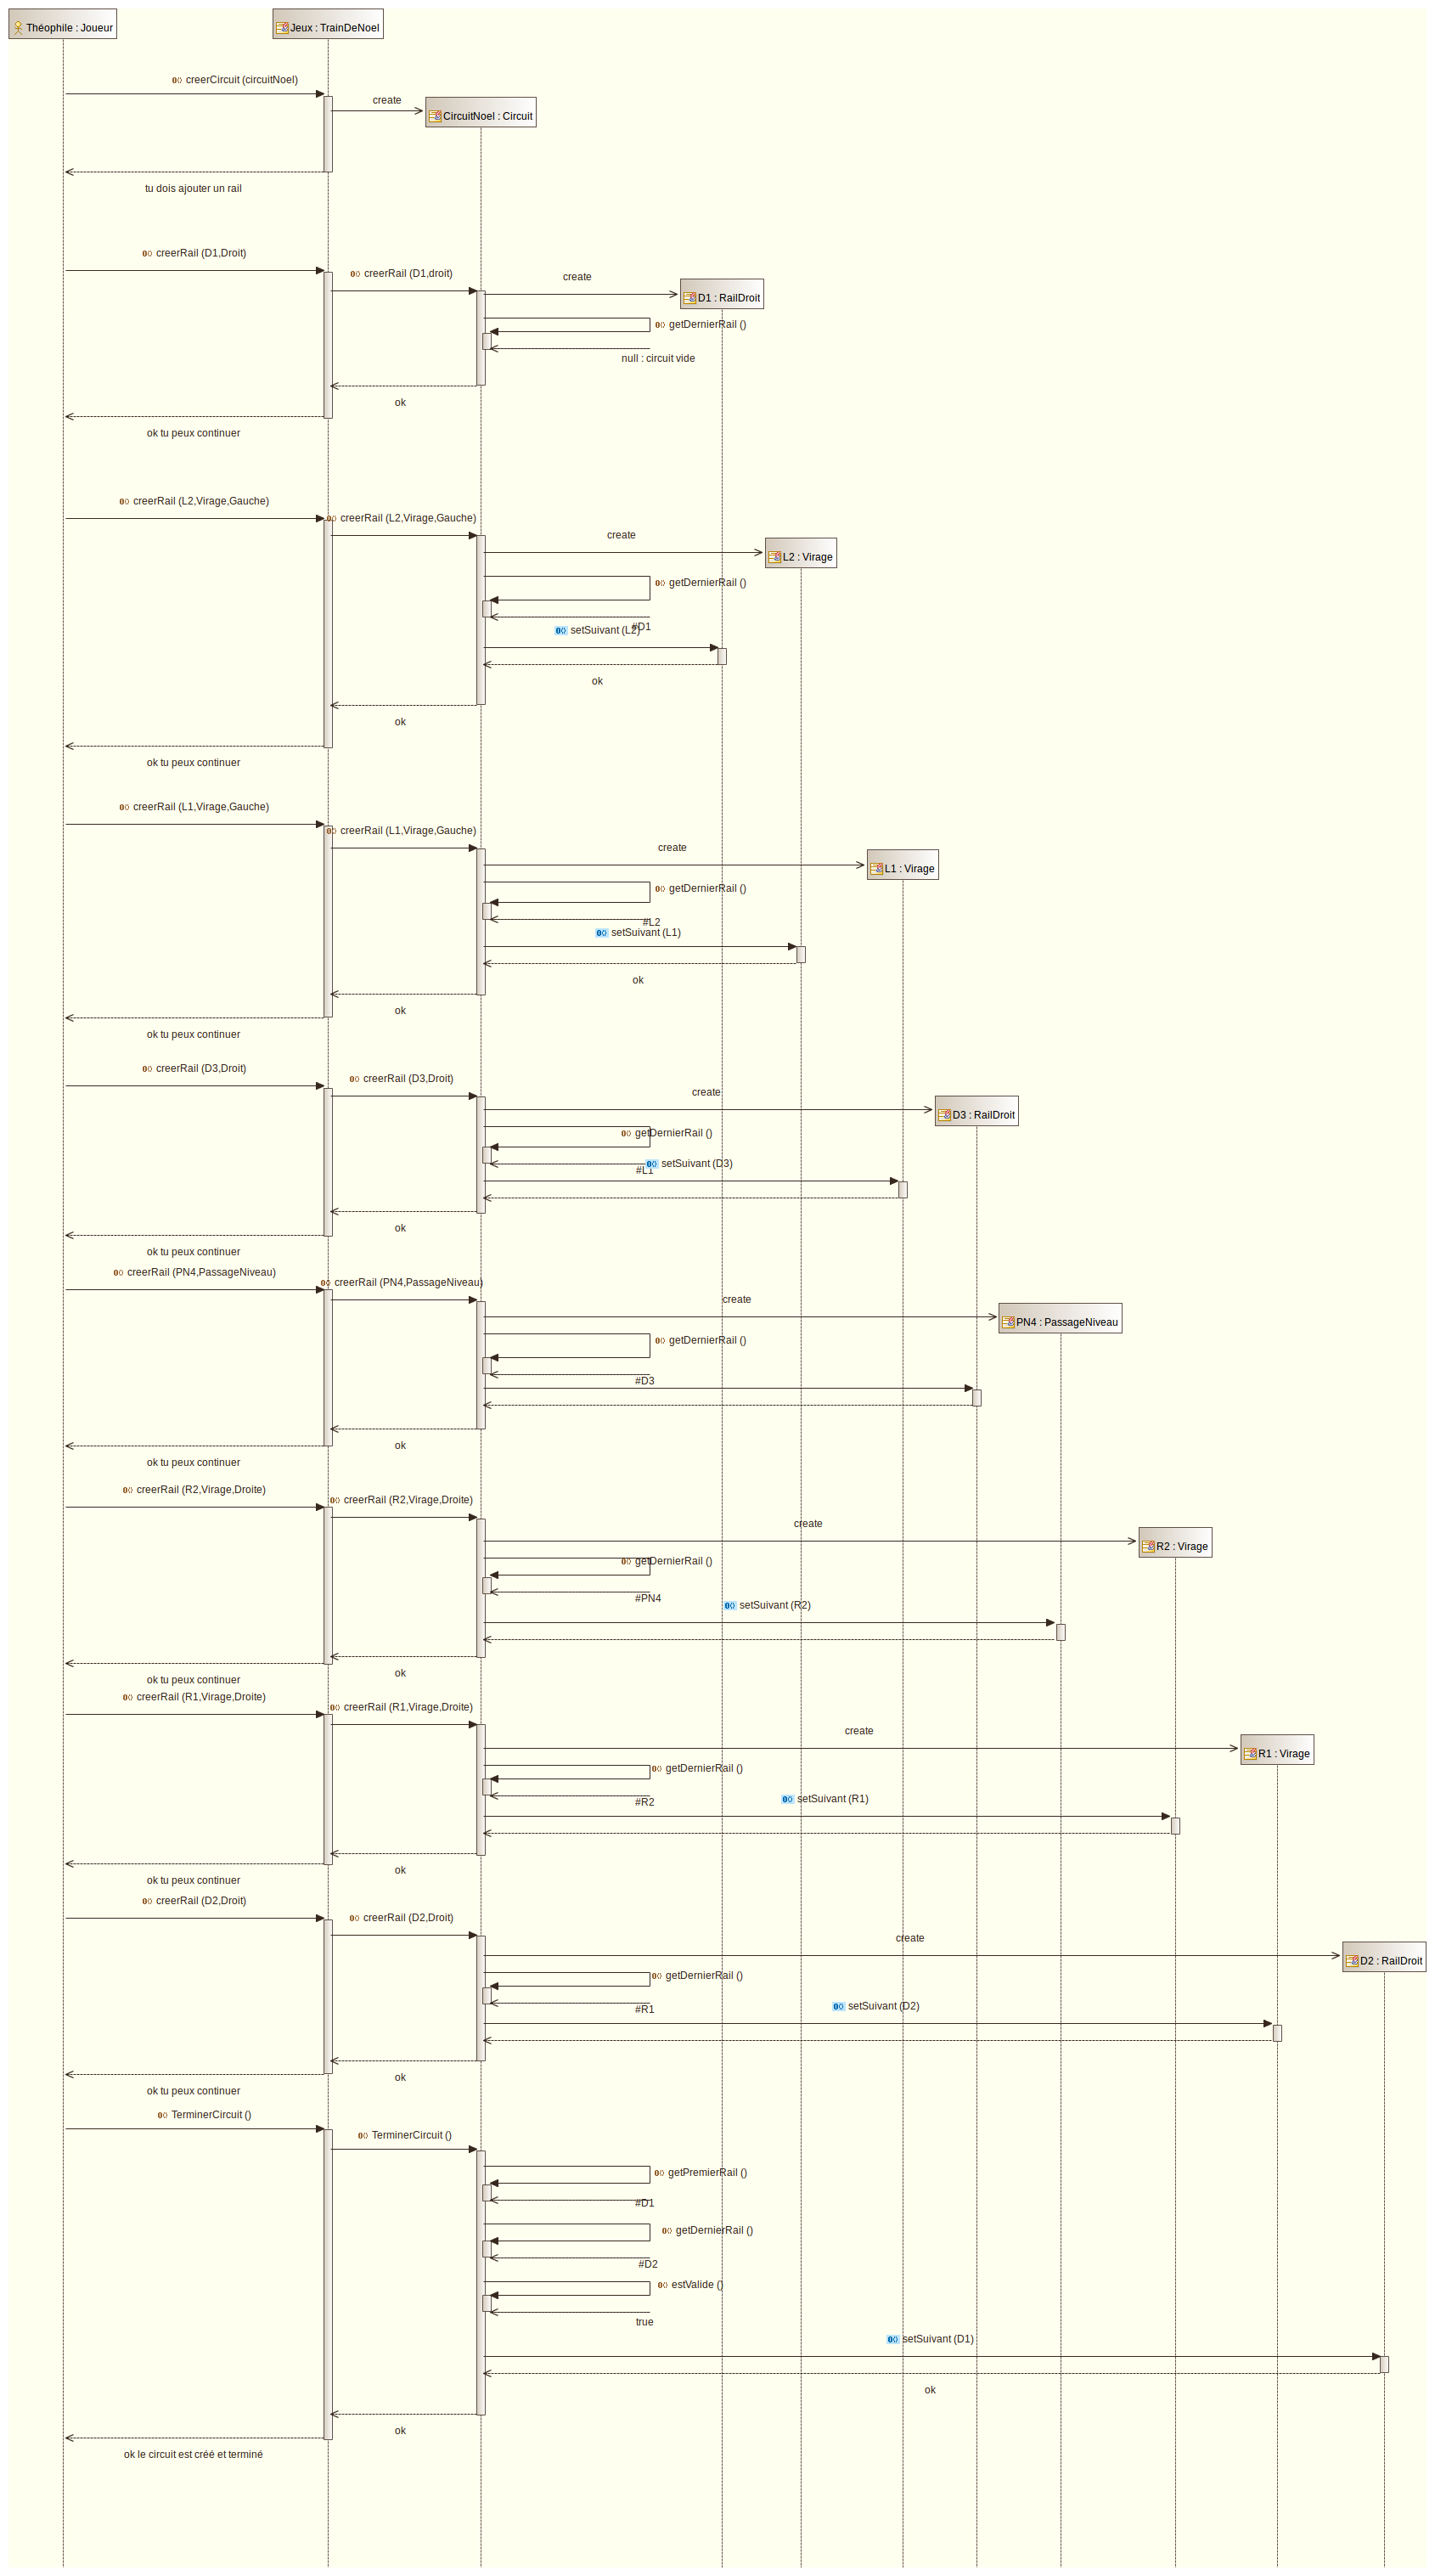 Théophile : Joueur
Jeux : TrainDeNoel
creerCircuit (circuitNoel)
create
CircuitNoel : Circuit
tu dois ajouter un rail
creerRail (D1,Droit)
creerRail (D1,droit)
create
D1 : RailDroit
getDernierRail ()
null : circuit vide
ok
ok tu peux continuer
creerRail (L2,Virage,Gauche)
creerRail (L2,Virage,Gauche)
create
L2 : Virage
getDernierRail ()
#D1
setSuivant (L2)
ok
ok
ok tu peux continuer
creerRail (L1,Virage,Gauche)
creerRail (L1,Virage,Gauche)
create
L1 : Virage
getDernierRail ()
#L2
setSuivant (L1)
ok
ok
ok tu peux continuer
creerRail (D3,Droit)
creerRail (D3,Droit)
create
D3 : RailDroit
getDernierRail ()
setSuivant (D3)
#L1
ok
ok tu peux continuer
creerRail (PN4,PassageNiveau)
creerRail (PN4,PassageNiveau)
create
PN4 : PassageNiveau
getDernierRail ()
#D3
ok
ok tu peux continuer
creerRail (R2,Virage,Droite)
creerRail (R2,Virage,Droite)
create
R2 : Virage
getDernierRail ()
#PN4
setSuivant (R2)
ok
ok tu peux continuer
creerRail (R1,Virage,Droite)
creerRail (R1,Virage,Droite)
create
R1 : Virage
getDernierRail ()
#R2
setSuivant (R1)
ok
ok tu peux continuer
creerRail (D2,Droit)
creerRail (D2,Droit)
create
D2 : RailDroit
getDernierRail ()
#R1
setSuivant (D2)
ok
ok tu peux continuer
TerminerCircuit ()
TerminerCircuit ()
getPremierRail ()
#D1
getDernierRail ()
#D2
estValide ()
true
setSuivant (D1)
ok
ok
ok le circuit est créé et terminé